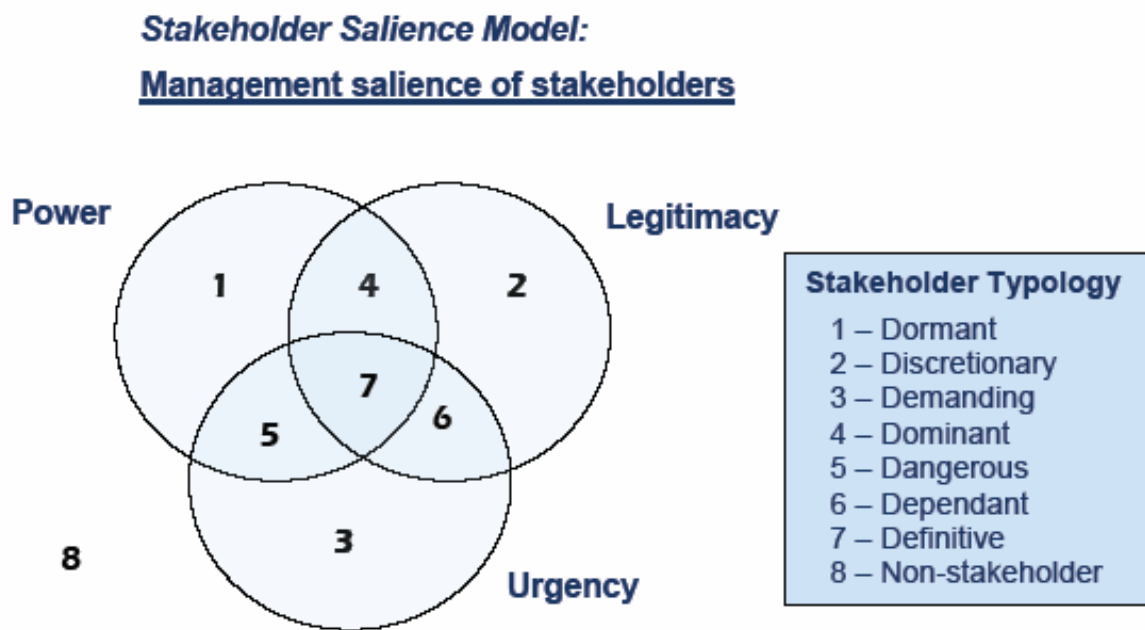 Stakeholder Salience Model:
Management salience of stakeholders
Power
Legitimacy
1
4
2
7
5
6
3
8
Urgency
Stakeholder Typology
1 – Dormant
2 – Discretionary
3 – Demanding
4 – Dominant
5 – Dangerous
6 – Dependant
7 – Definitive
8 – Non-stakeholder